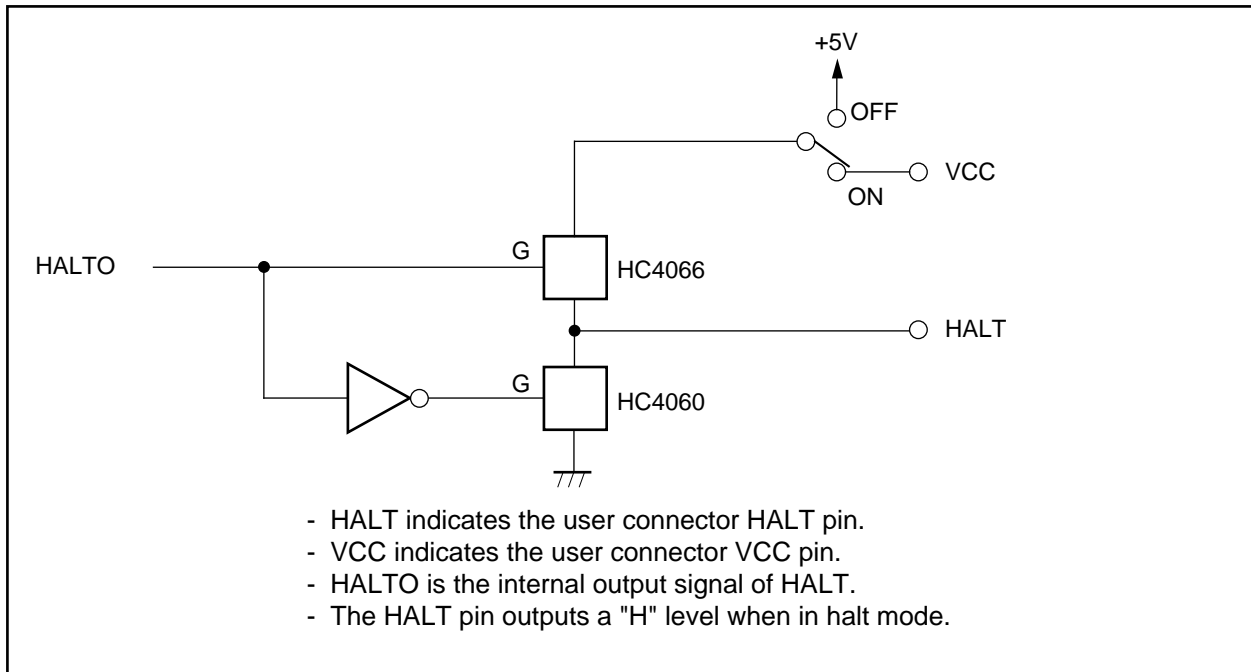 +5V
OFF
VCC
ON
G
HALTO
HC4066
HALT
G
HC4060
- HALT indicates the user connector HALT pin.
- VCC indicates the user connector VCC pin.
- HALTO is the internal output signal of HALT.
- The HALT pin outputs a "H" level when in halt mode.